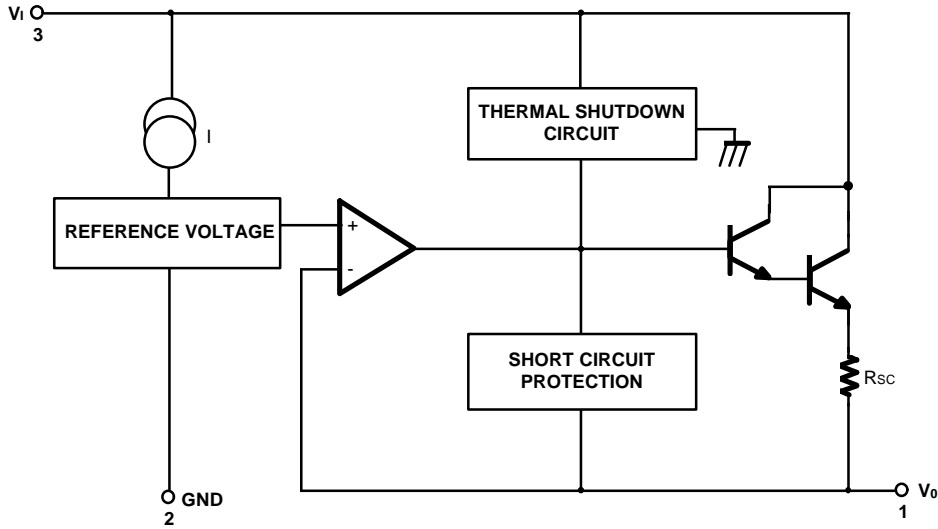 VI
3
THERMAL SHUTDOWN
CIRCUIT
I
REFERENCE VOLTAGE
+
-
SHORT CIRCUIT
PROTECTION
RSC
GND
2
V0
1